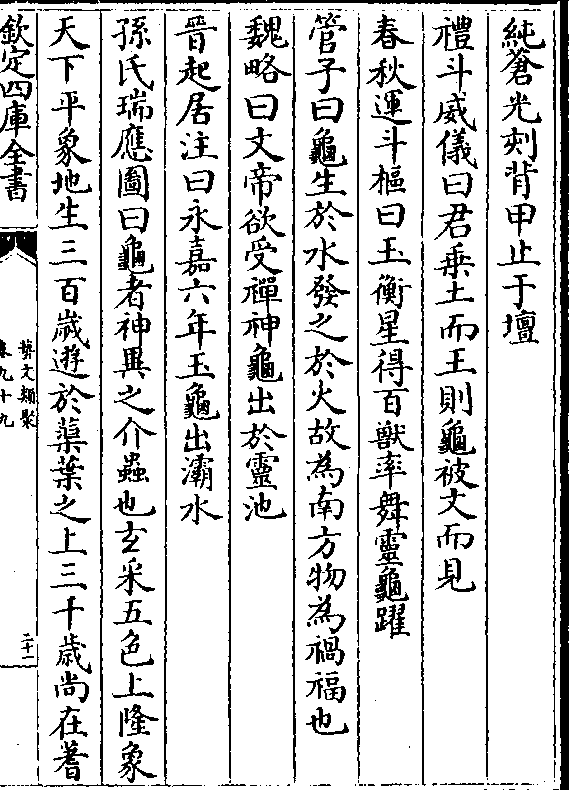 純蒼光刻背甲止于壇
禮斗威儀曰君乗土而王則龜被文而見
春秋運斗樞曰玉衡星得百獸率舞靈龜躍
管子曰龜生於水發之於火故為南方物為禍福也
魏略曰文帝欲受禪神龜出於靈池
晉起居注曰永嘉六年玉龜出灞水
孫氏瑞應圖曰龜者神異之介蟲也玄采五色上隆象
天下平象地生三百歲遊於蕖葉之上三千歲尚在蓍
欽定四庫全書
藝文類聚
卷九十九
二十一